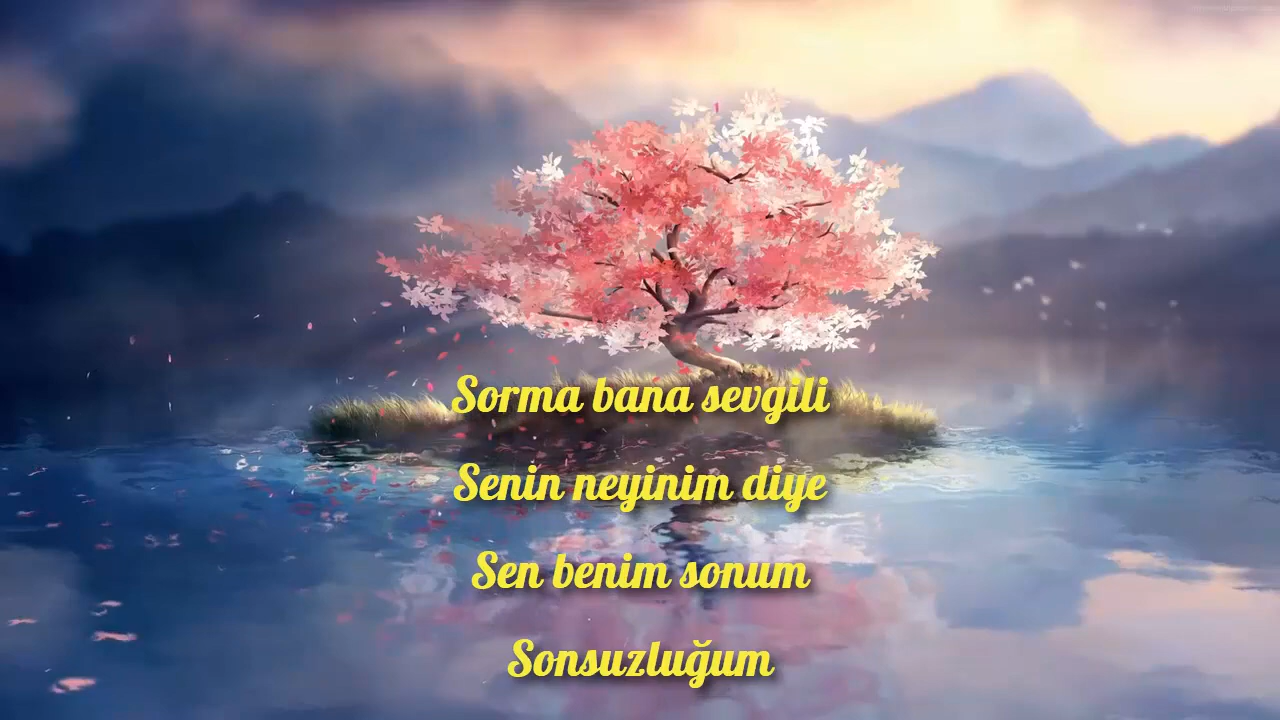 Sorma bana sevgili
Senin neyinim diye
Sen benim sonum
Sonsuzluğum